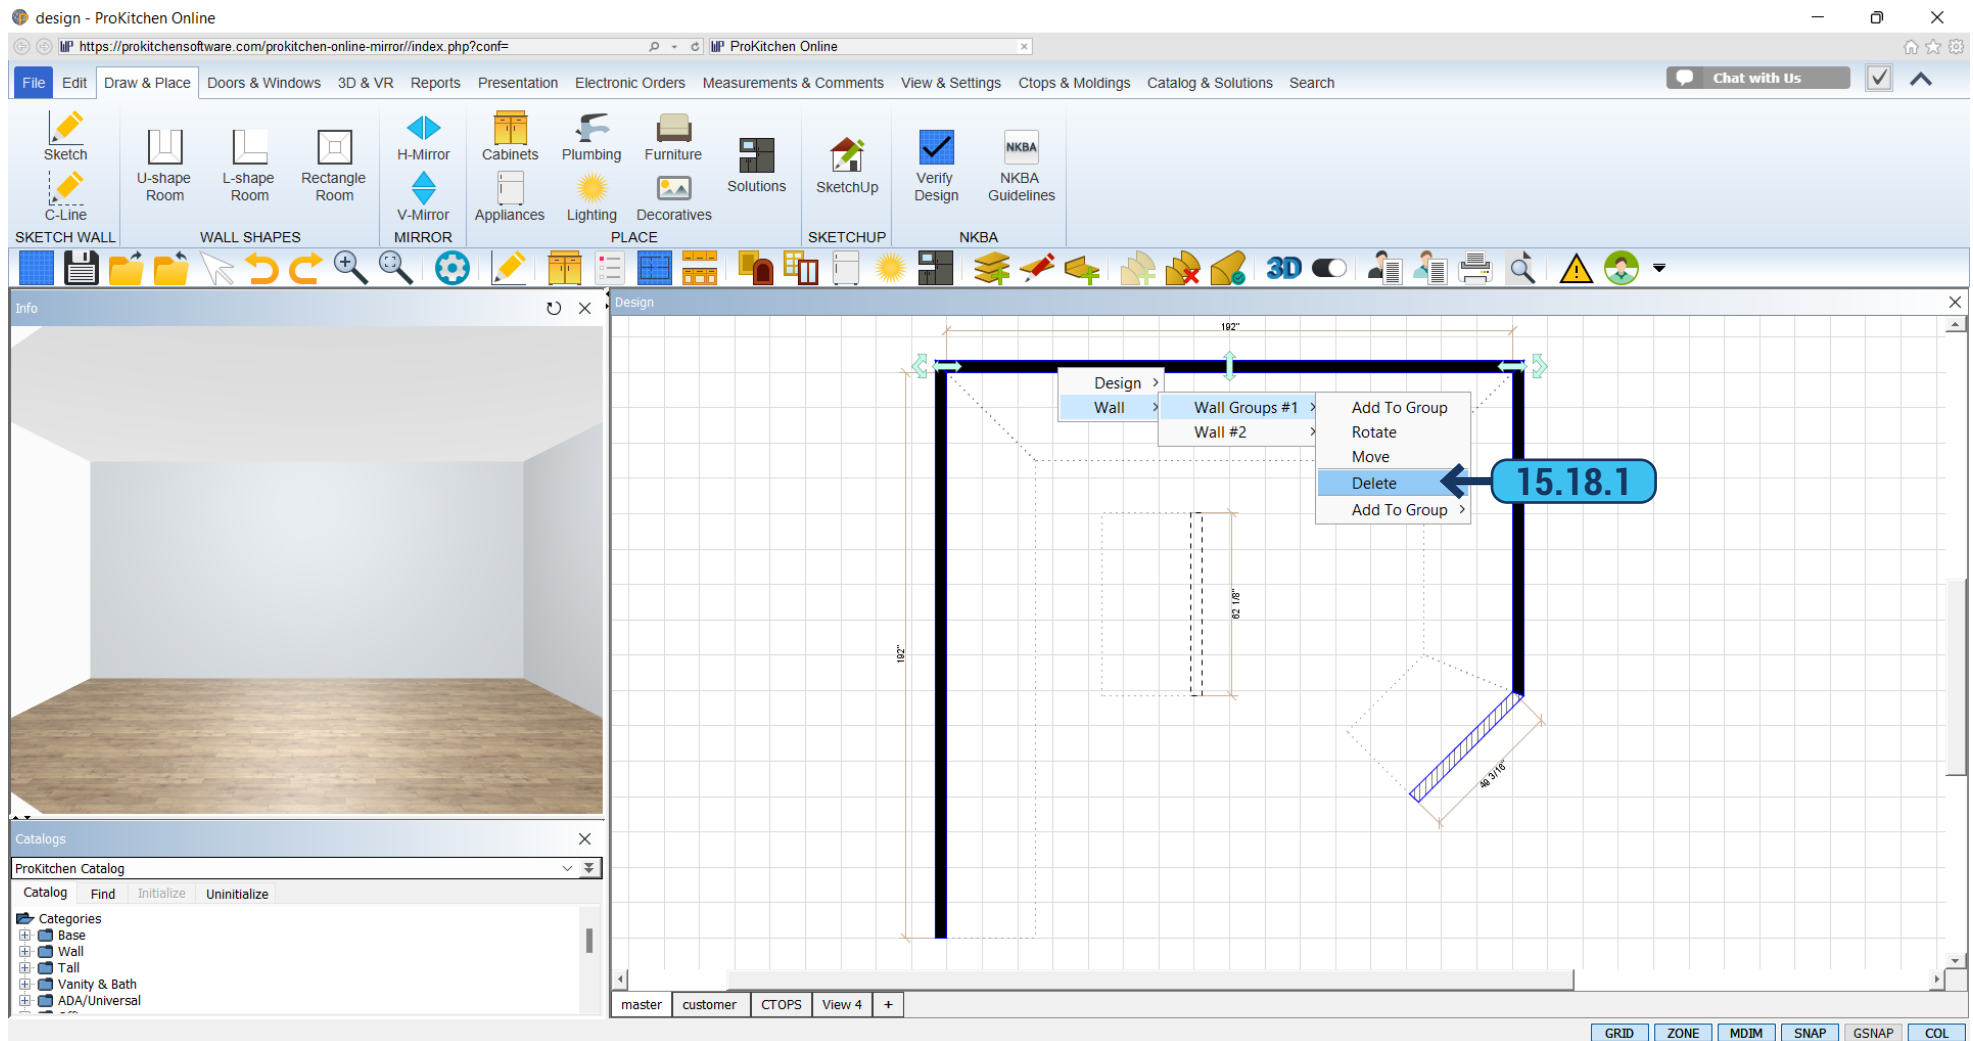 design - ProKitchen Online
https://prokitchensoftware.com/prokitchen-online-mirror//index.php?conf=
ProKitchen Online
File Edit Draw & Place Doors & Windows 3D & VR Reports Presentation Electronic Orders Measurements & Comments View & Settings Ctops & Moldings Catalog & Solutions Search
Chat with Us
Sketch
C-Line
SKETCH WALL
U-shape
Room
L-shape
Room
Rectangle
Room
WALL SHAPES
H-Mirror
V-Mirror
MIRROR
Cabinets
Plumbing
Furniture
Appliances
Lighting
Decoratives
Solutions
PLACE
SketchUp
SKETCHUP
Verify
Design
NKBA
NKBA
Guidelines
NKBA
3D
Info
Design
192"
Design
Wall
Wall Groups #1
Wall #2
Add To Group
Rotate
Move
Delete
Add To Group
15.18.1
62 1/8"
192"
49 3/16"
Catalogs
ProKitchen Catalog
Catalog Find Initialize Uninitialize
Categories
Base
Wall
Tall
Vanity & Bath
ADA/Universal
master customer CTOPS View 4 +
GRID ZONE MDIM SNAP GSNAP COL